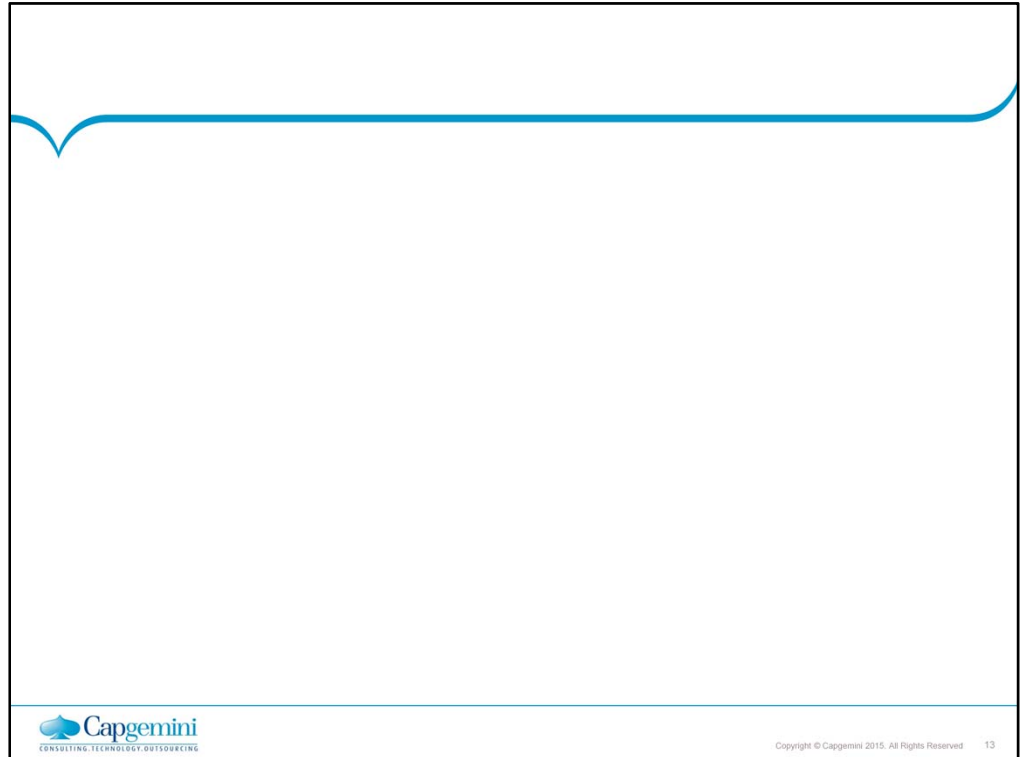 Capgemini
CONSULTING.TECHNOLOGY.OUTSOURCING
Copyright © Capgemini 2015. All Rights Reserved 13